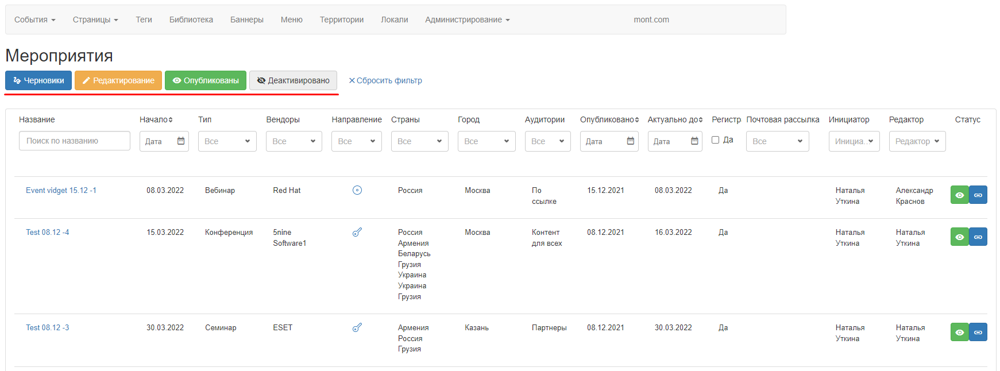 События Страницы Теги Библиотека Баннеры Меню Территории Локали Администрирование mont.com
Мероприятия
Черновики Редактирование Опубликованы Деактивировано Сбросить фильтр
Название Начало Тип Вендоры Направление Страны Город Аудитории Опубликовано Актуально до Регистр Почтовая рассылка Инициатор Редактор Статус
Поиск по названию Дата Все Все Все Все Все Все Дата Дата Да Все Инициа... Редактор
Event vidget 15.12 -1 08.03.2022 Вебинар Red Hat Россия Москва По 15.12.2021 08.03.2022 Да Наталья Александр
ссылке Уткина Краснов
Test 08.12 -4 15.03.2022 Конференция 5nine Россия Москва Контент 08.12.2021 16.03.2022 Да Наталья Наталья
Software1 Армения для всех Уткина Уткина
Беларусь
Грузия
Украина
Украина
Грузия
Test 08.12 -3 30.03.2022 Семинар ESET Армения Казань Партнеры 08.12.2021 30.03.2022 Да Наталья Наталья
Россия Уткина Уткина
Грузия